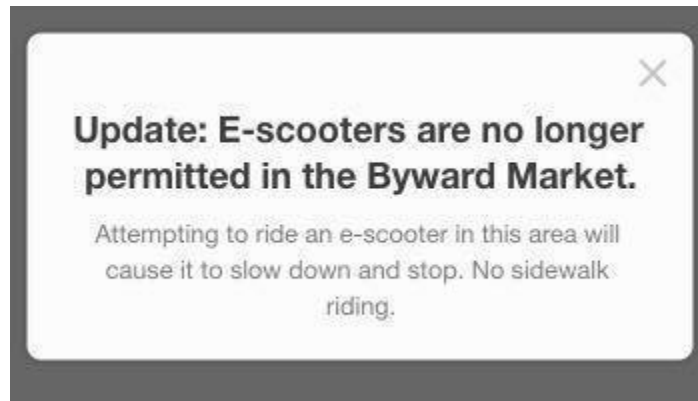 Update: E-scooters are no longer
permitted in the Byward Market.
Attempting to ride an e-scooter in this area will
cause it to slow down and stop. No sidewalk
riding.